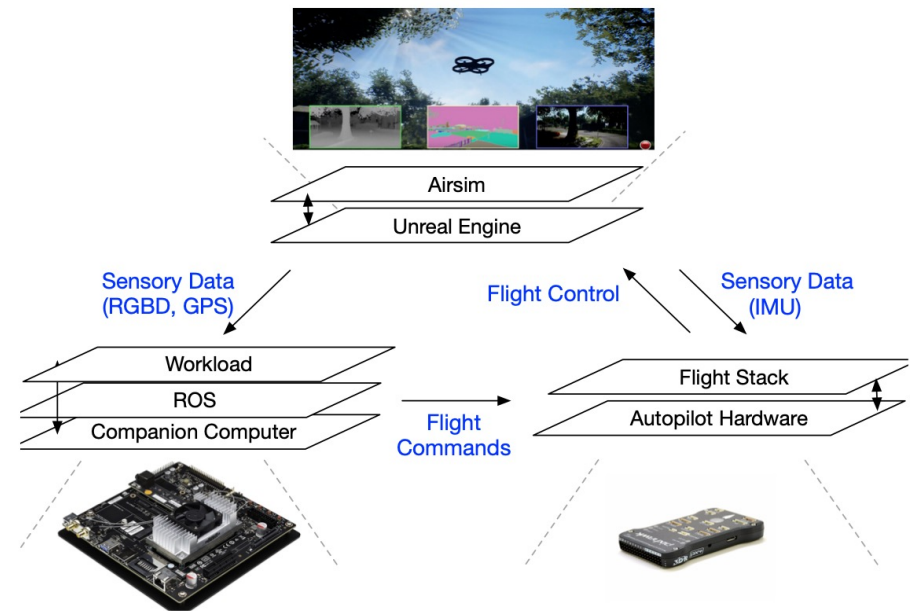 Airsim
Unreal Engine
Sensory Data
(RGBD, GPS)
Flight Control
Sensory Data
(IMU)
Workload
ROS
Companion Computer
Flight
Commands
Flight Stack
Autopilot Hardware